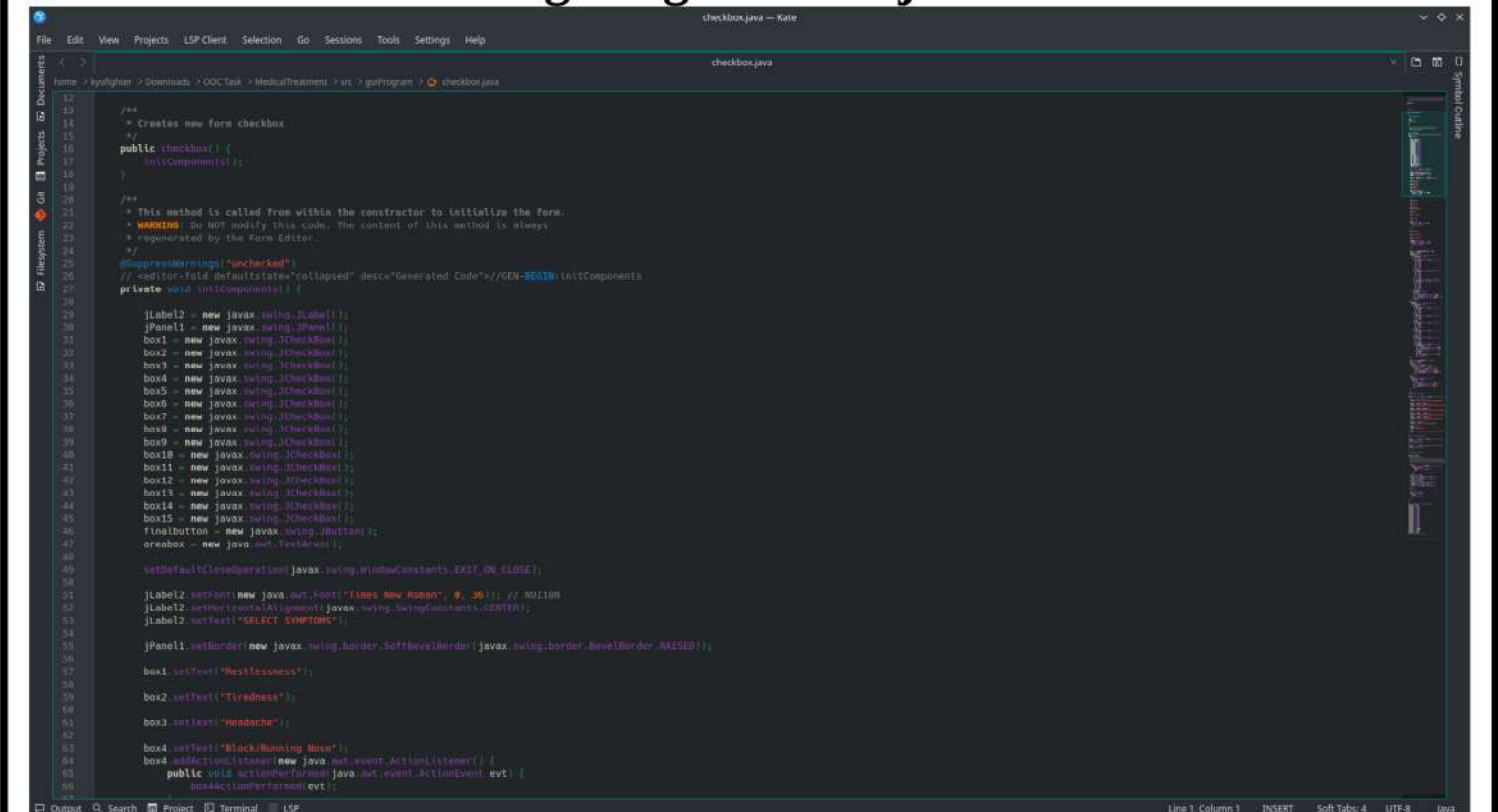 checkbox.java — Kate
File Edit View Projects LSP Client Selection Go Sessions Tools Settings Help
checkbox.java
home > kyofighter > Downloads > OOC Task > MedicalTreatment > src > guiProgram > checkbox.java
Documents
Projects
Git
Filesystem
Symbol Outline
12
13 /**
14 * Creates new form checkbox
15 */
16 public checkbox() {
17 initComponents();
18 }
19
20 /**
21 * This method is called from within the constructor to initialize the form.
22 * WARNING: Do NOT modify this code. The content of this method is always
23 * regenerated by the Form Editor.
24 */
25 @SuppressWarnings("unchecked")
26 // <editor-fold defaultstate="collapsed" desc="Generated Code">//GEN-BEGIN:initComponents
27 private void initComponents() {
28
29 jLabel2 = new javax.swing.JLabel();
30 jPanel1 = new javax.swing.JPanel();
31 box1 = new javax.swing.JCheckBox();
32 box2 = new javax.swing.JCheckBox();
33 box3 = new javax.swing.JCheckBox();
34 box4 = new javax.swing.JCheckBox();
35 box5 = new javax.swing.JCheckBox();
36 box6 = new javax.swing.JCheckBox();
37 box7 = new javax.swing.JCheckBox();
38 box8 = new javax.swing.JCheckBox();
39 box9 = new javax.swing.JCheckBox();
40 box10 = new javax.swing.JCheckBox();
41 box11 = new javax.swing.JCheckBox();
42 box12 = new javax.swing.JCheckBox();
43 box13 = new javax.swing.JCheckBox();
44 box14 = new javax.swing.JCheckBox();
45 box15 = new javax.swing.JCheckBox();
46 finalbutton = new javax.swing.JButton();
47 areabox = new java.awt.TextArea();
48
49 setDefaultCloseOperation(javax.swing.WindowConstants.EXIT_ON_CLOSE);
50
51 jLabel2.setFont(new java.awt.Font("Times New Roman", 0, 36)); // NOI18N
52 jLabel2.setHorizontalAlignment(javax.swing.SwingConstants.CENTER);
53 jLabel2.setText("SELECT SYMPTOMS");
54
55 jPanel1.setBorder(new javax.swing.border.SoftBevelBorder(javax.swing.border.BevelBorder.RAISED));
56
57 box1.setText("Restlessness");
58
59 box2.setText("Tiredness");
60
61 box3.setText("Headache");
62
63 box4.setText("Block/Running Nose");
64 box4.addActionListener(new java.awt.event.ActionListener() {
65 public void actionPerformed(java.awt.event.ActionEvent evt) {
66 box4ActionPerformed(evt);
Output Search Project Terminal LSP Line 1, Column 1 INSERT Soft Tabs: 4 UTF-8 Java